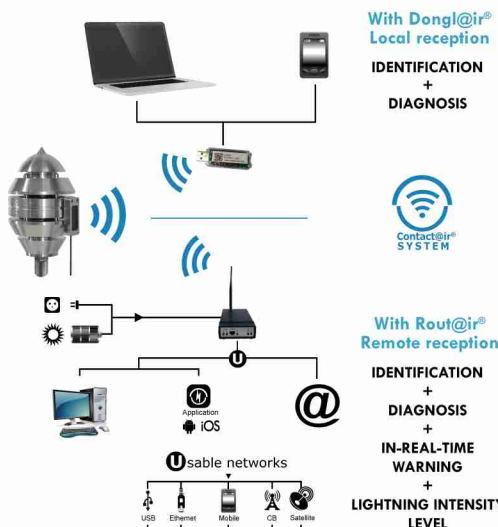 With Dongl@ir®
Local reception
IDENTIFICATION
+
DIAGNOSIS
Contact@ir®
SYSTEM
With Rout@ir®
Remote reception
IDENTIFICATION
+
DIAGNOSIS
+
IN-REAL-TIME
WARNING
+
LIGHTNING INTENSITY
LEVEL
U
@
Application
iOS
Usable networks
USB
Ethernet
Mobile
CB
Satellite